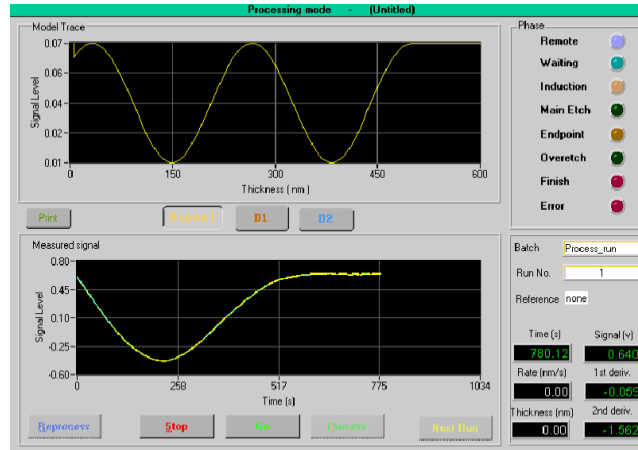 Processing mode - (Untitled)
Model Trace
Signal Level
0.07
0.06
0.04
0.02
0.01
0 150 300 450 600
Thickness ( nm )
Print
D1
D2
Measured signal
Signal Level
0.80
0.45
0.10
-0.25
-0.60
0 258 517 775 1034
Time (s)
Reprocess
Stop
Go
Process
Next Run
Phase
Remote
Waiting
Induction
Main Etch
Endpoint
Overetch
Finish
Error
Batch Process_run
Run No. 1
Reference none
Time (s) Signal (v)
780.12 0.640
Rate (nm/s) 1st deriv.
0.00 -0.059
Thickness (nm) 2nd deriv.
0.00 -1.562